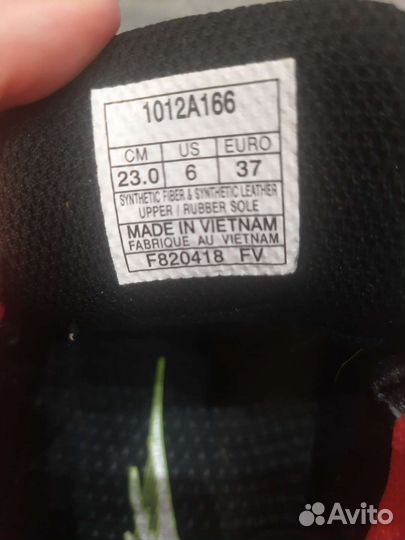 1012A166
CM US EURO
23.0 6 37
SYNTHETIC FIBER & SYNTHETIC LEATHER
UPPER / RUBBER SOLE
MADE IN VIETNAM
FABRIQUE AU VIETNAM
F820418 FV
Avito